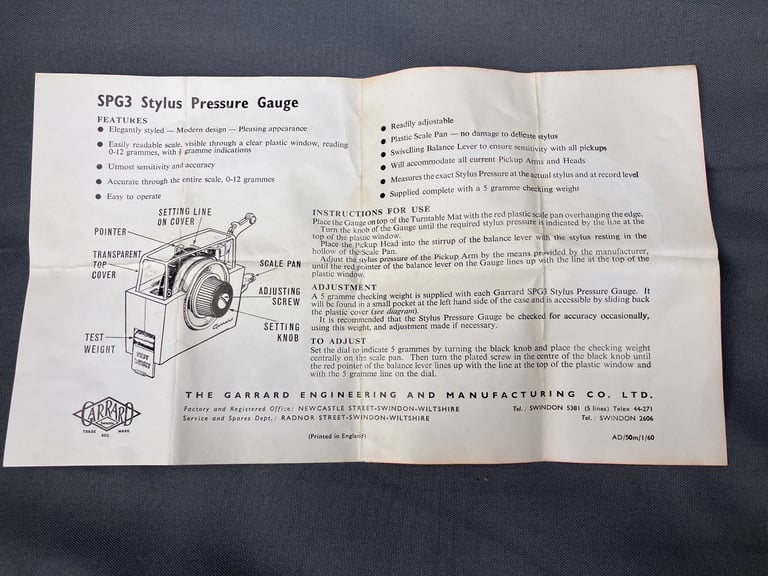 SPG3 Stylus Pressure Gauge
FEATURES
● Elegantly styled — Modern design — Pleasing appearance
● Easily readable scale, visible through a clear plastic window, reading
0-12 grammes, with ½ gramme indications
● Utmost sensitivity and accuracy
● Accurate through the entire scale, 0-12 grammes
● Easy to operate
● Readily adjustable
● Plastic Scale Pan — no damage to delicate stylus
● Swivelling Balance Lever to ensure sensitivity with all pickups
● Will accommodate all current Pickup Arms and Heads
● Measures the exact Stylus Pressure at the actual stylus and at record level
● Supplied complete with a 5 gramme checking weight
SETTING LINE
ON COVER
POINTER
TRANSPARENT
TOP
COVER
SCALE PAN
ADJUSTING
SCREW
SETTING
KNOB
TEST
WEIGHT
Garrard
INSTRUCTIONS FOR USE
Place the Gauge on top of the Turntable Mat with the red plastic scale pan overhanging the edge.
Turn the knob of the Gauge until the required stylus pressure is indicated by the line at the
top of the plastic window.
Place the Pickup Head into the stirrup of the balance lever with the stylus resting in the
hollow of the Scale Pan.
Adjust the stylus pressure of the Pickup Arm by the means provided by the manufacturer,
until the red pointer of the balance lever on the Gauge lines up with the line at the top of the
plastic window.
ADJUSTMENT
A 5 gramme checking weight is supplied with each Garrard SPG3 Stylus Pressure Gauge. It
will be found in a small pocket at the left hand side of the case and is accessible by sliding back
the plastic cover (see diagram).
It is recommended that the Stylus Pressure Gauge be checked for accuracy occasionally,
using this weight, and adjustment made if necessary.
TO ADJUST
Set the dial to indicate 5 grammes by turning the black knob and place the checking weight
centrally on the scale pan. Then turn the plated screw in the centre of the black knob until
the red pointer of the balance lever lines up with the line at the top of the plastic window and
with the 5 gramme line on the dial.
THE GARRARD ENGINEERING AND MANUFACTURING CO. LTD.
Factory and Registered Office: NEWCASTLE STREET-SWINDON-WILTSHIRE
Tel.: SWINDON 5381 (5 lines) Telex 44-271
Service and Spares Dept.: RADNOR STREET-SWINDON-WILTSHIRE
Tel.: SWINDON 2606
GARRARD
TRADE MARK
REG.
(Printed in England)
AD/50m/1/60